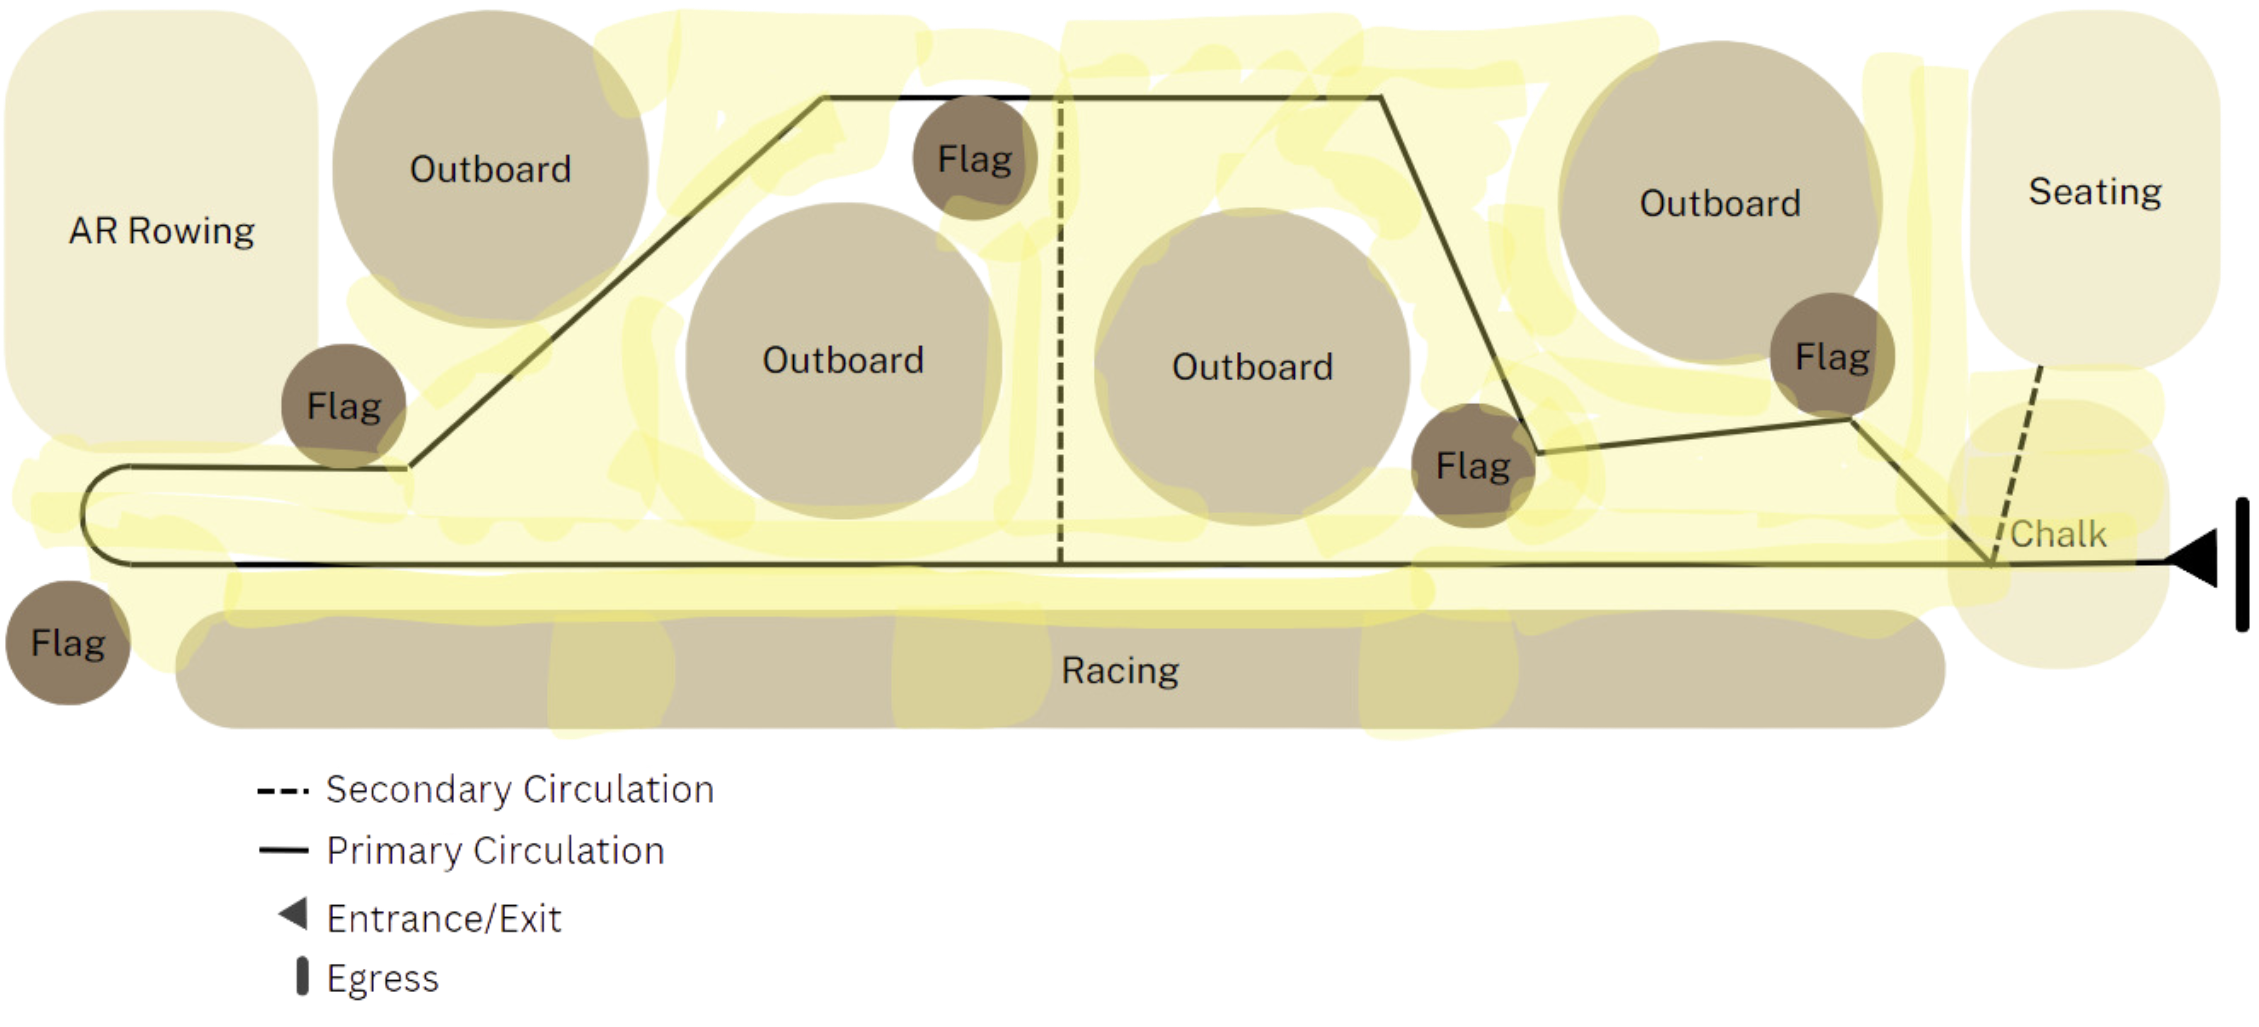 Outboard
Flag
Outboard
Seating
AR Rowing
Outboard
Outboard
Flag
Flag
Flag
Chalk
Flag
Racing
Secondary Circulation
Primary Circulation
Entrance/Exit
Egress